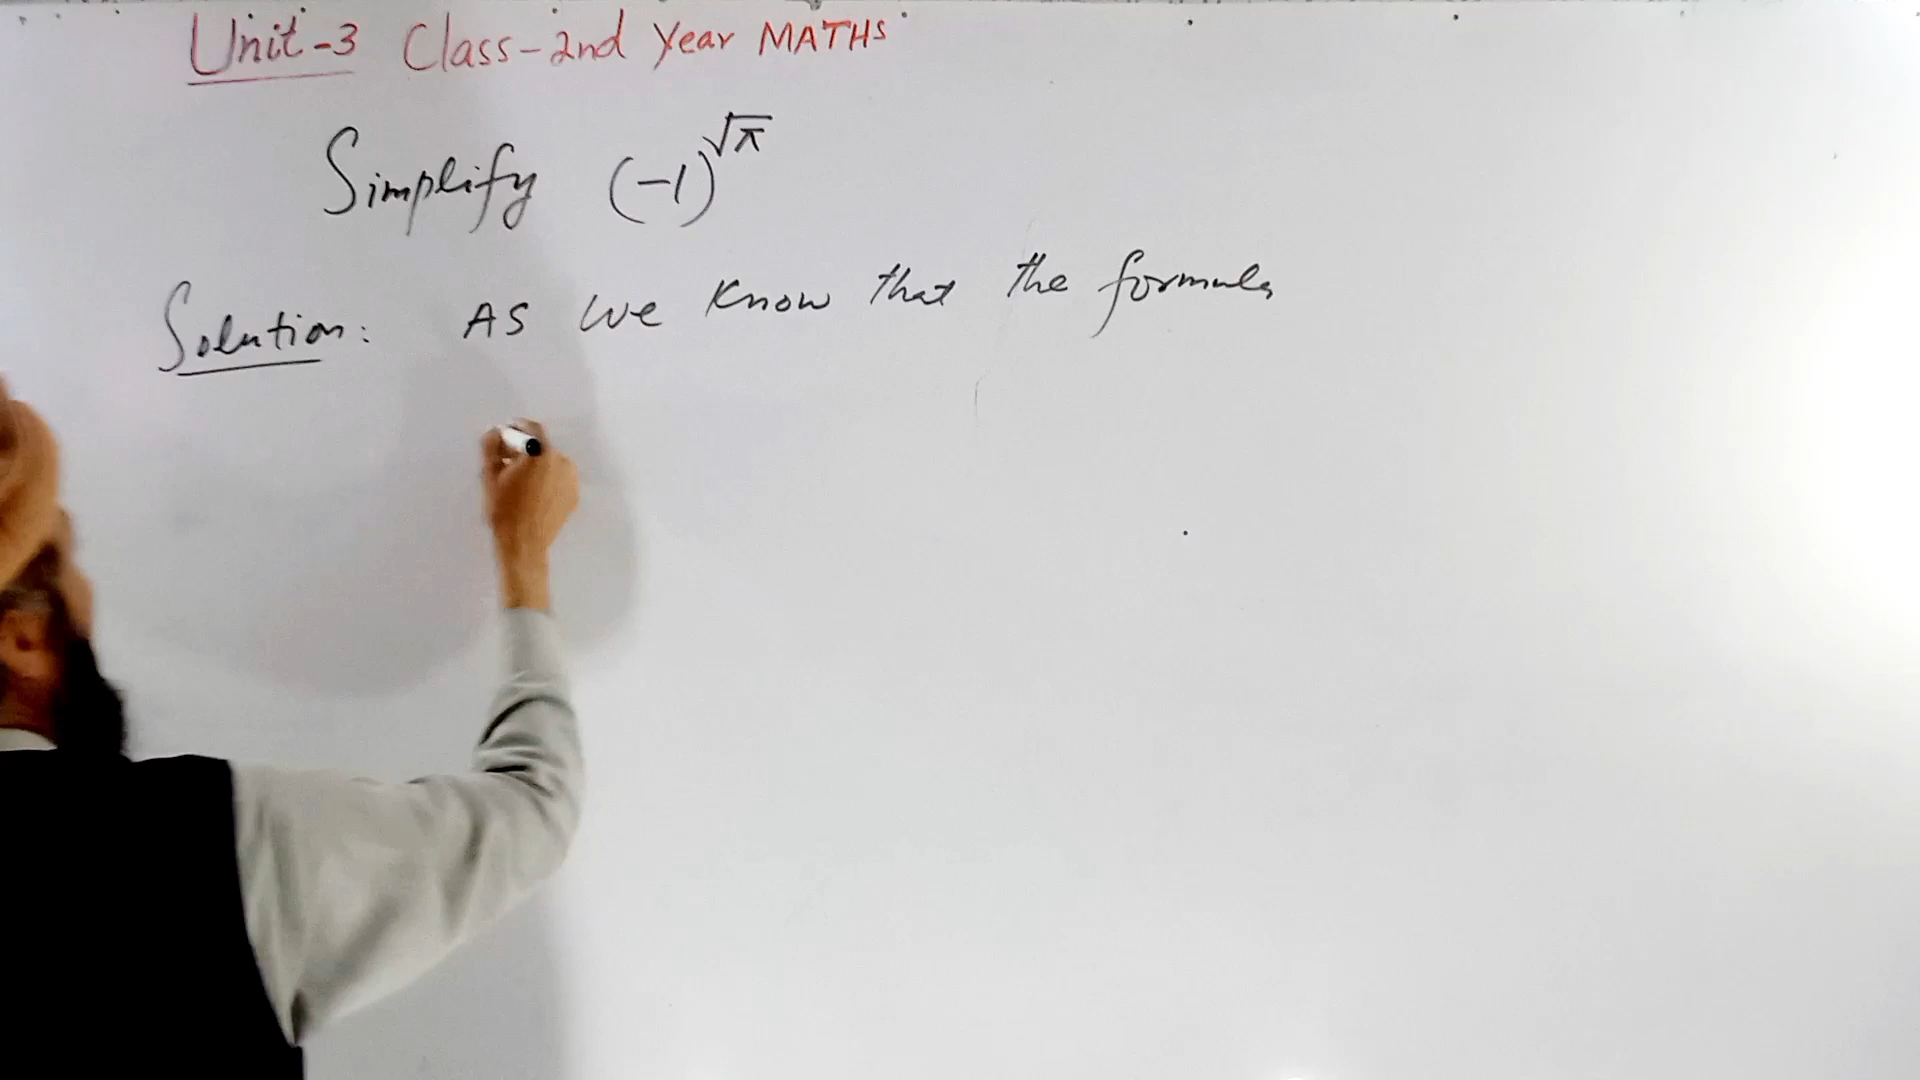 Unit-3 Class-2nd Year MATHS
Simplify (-1)^√π
Solution: As we know that the formula